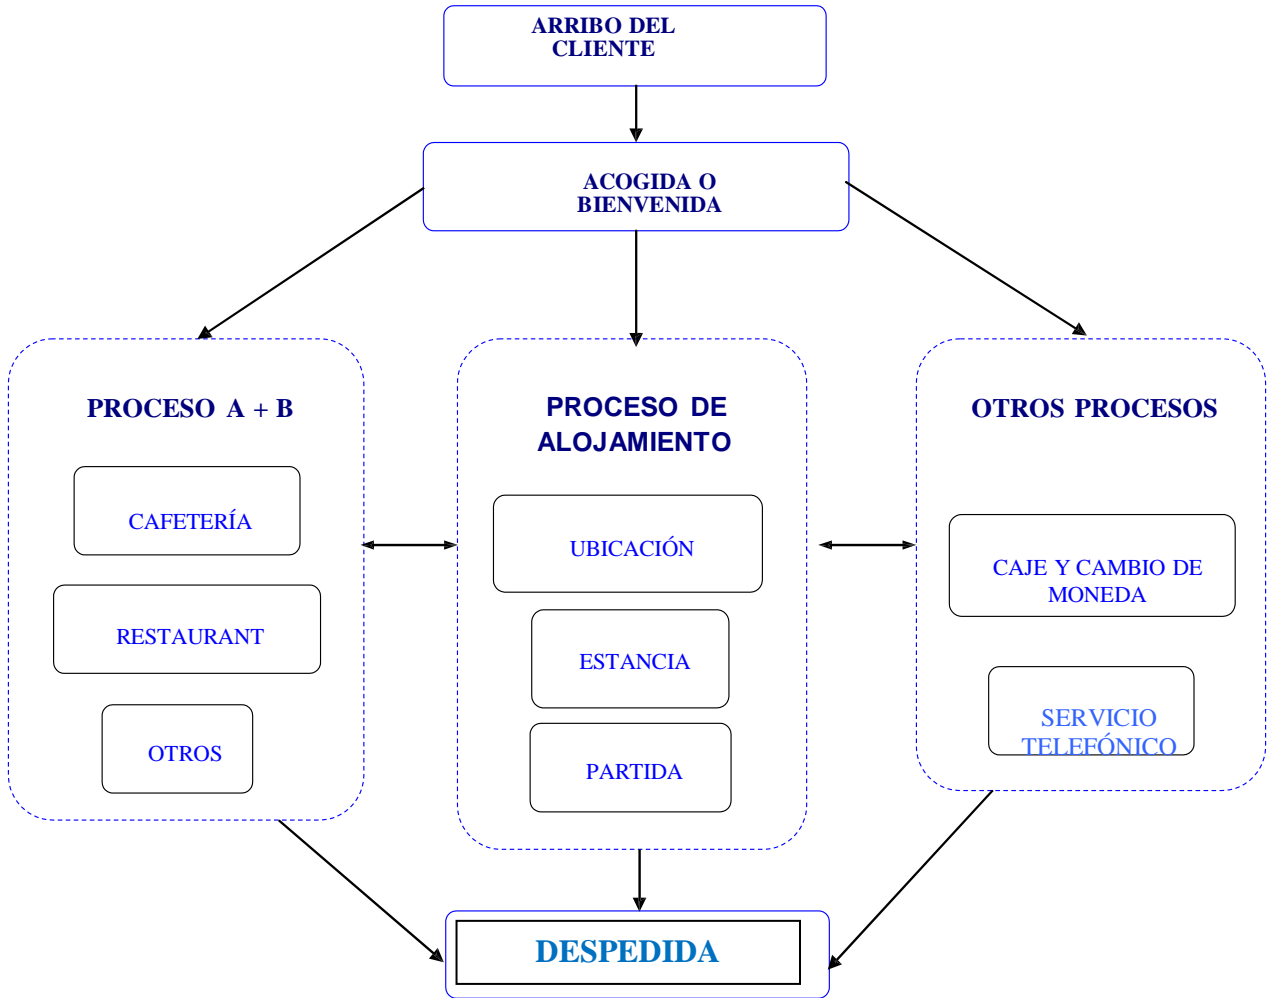 ARRIBO DEL
CLIENTE
ACOGIDA O
BIENVENIDA
PROCESO A + B
CAFETERÍA
RESTAURANT
OTROS
PROCESO DE
ALOJAMIENTO
UBICACIÓN
ESTANCIA
PARTIDA
OTROS PROCESOS
CAJE Y CAMBIO DE
MONEDA
SERVICIO
TELEFÓNICO
DESPEDIDA